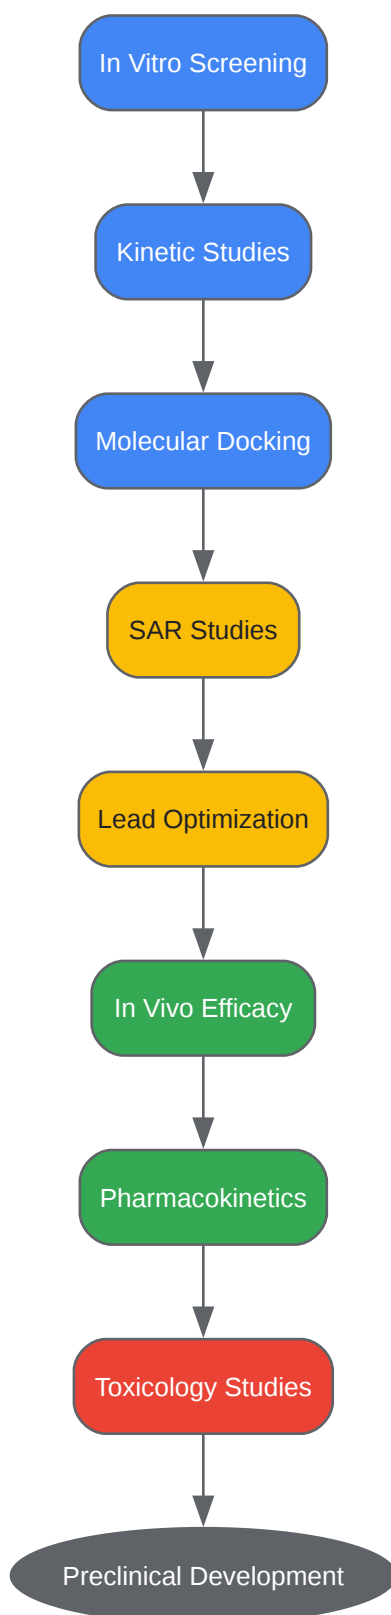 In Vitro Screening
Kinetic Studies
Molecular Docking
SAR Studies
Lead Optimization
In Vivo Efficacy
Pharmacokinetics
Toxicology Studies
Preclinical Development